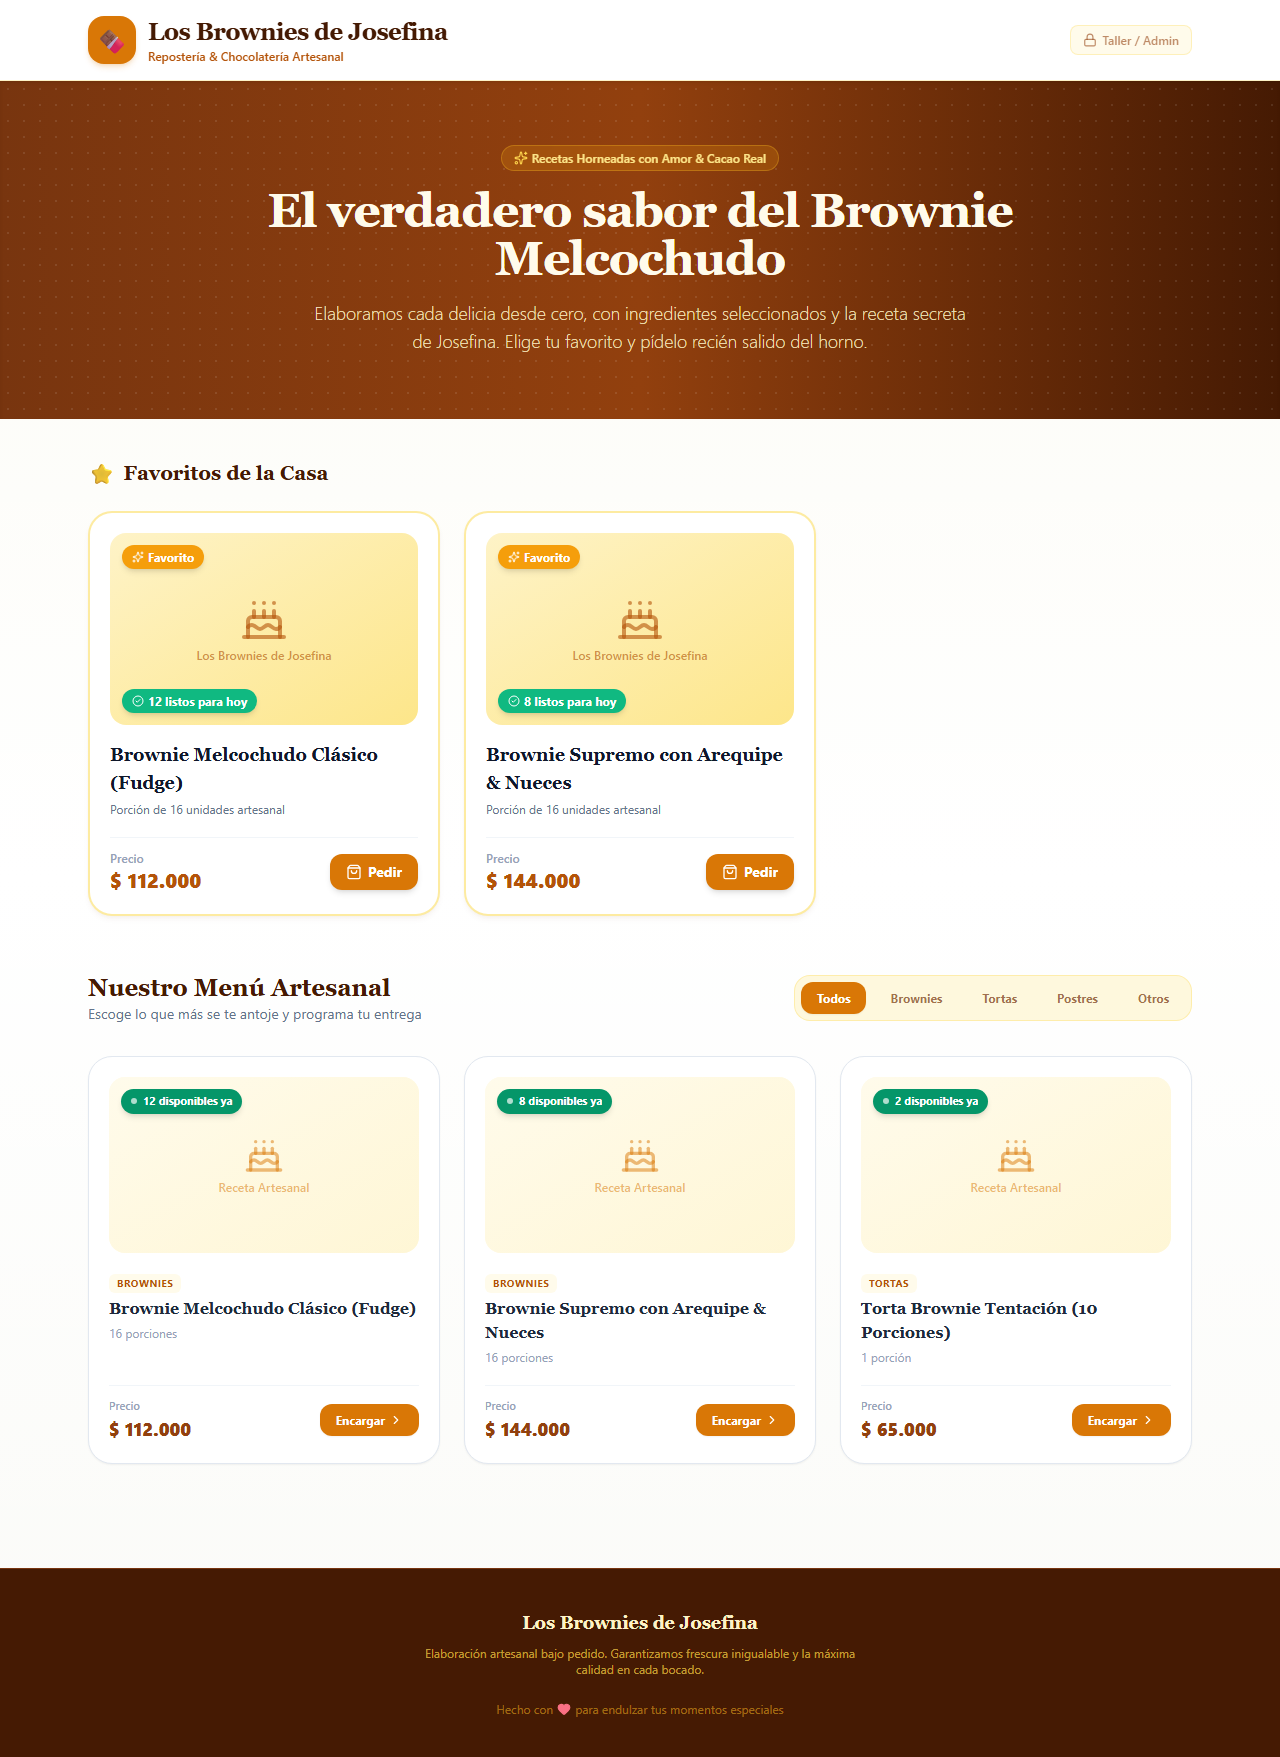 Los Brownies de Josefina
Repostería & Chocolatería Artesanal
Taller / Admin
Recetas Horneadas con Amor & Cacao Real
El verdadero sabor del Brownie
Melcochudo
Elaboramos cada delicia desde cero, con ingredientes seleccionados y la receta secreta
de Josefina. Elige tu favorito y pídelo recién salido del horno.
Favoritos de la Casa
Favorito
Los Brownies de Josefina
12 listos para hoy
Brownie Melcochudo Clásico
(Fudge)
Porción de 16 unidades artesanal
Precio
$ 112.000
Pedir
Favorito
Los Brownies de Josefina
8 listos para hoy
Brownie Supremo con Arequipe
& Nueces
Porción de 16 unidades artesanal
Precio
$ 144.000
Pedir
Nuestro Menú Artesanal
Escoge lo que más se te antoje y programa tu entrega
Todos
Brownies
Tortas
Postres
Otros
12 disponibles ya
Receta Artesanal
BROWNIES
Brownie Melcochudo Clásico (Fudge)
16 porciones
Precio
$ 112.000
Encargar
8 disponibles ya
Receta Artesanal
BROWNIES
Brownie Supremo con Arequipe &
Nueces
16 porciones
Precio
$ 144.000
Encargar
2 disponibles ya
Receta Artesanal
TORTAS
Torta Brownie Tentación (10
Porciones)
1 porción
Precio
$ 65.000
Encargar
Los Brownies de Josefina
Elaboración artesanal bajo pedido. Garantizamos frescura inigualable y la máxima
calidad en cada bocado.
Hecho con para endulzar tus momentos especiales